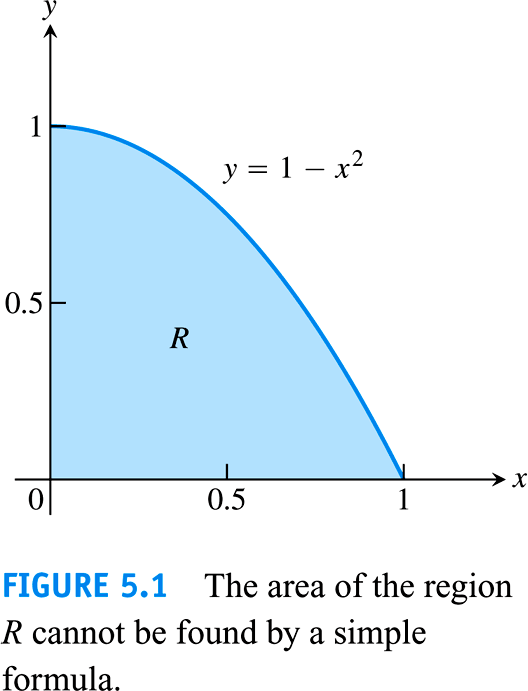 y
1
y = 1 − x²
0.5
R
x
0
0.5
1
FIGURE 5.1 The area of the region
R cannot be found by a simple
formula.